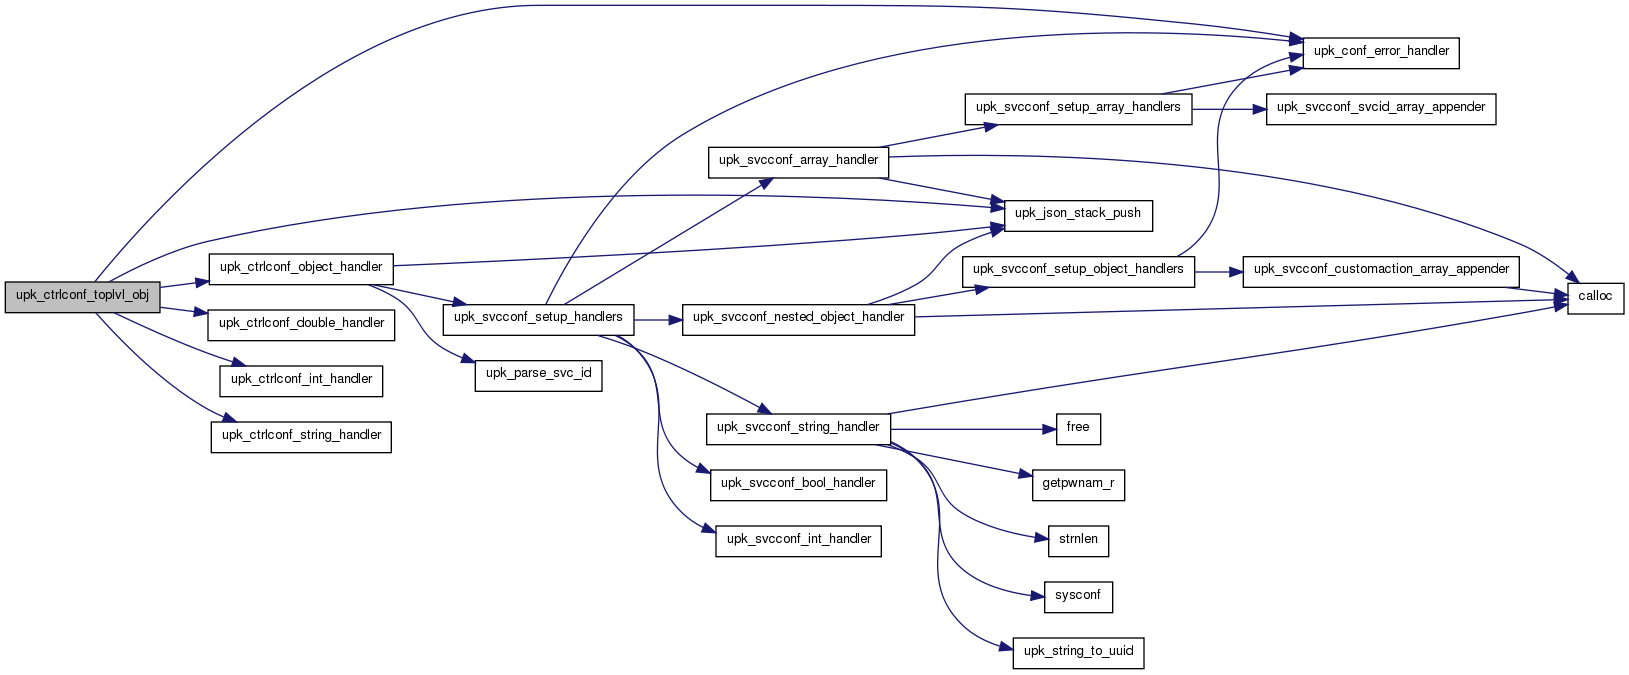 upk_conf_error_handler
upk_svcconf_setup_array_handlers
upk_svcconf_svcid_array_appender
upk_svcconf_array_handler
upk_json_stack_push
upk_ctrlconf_object_handler
upk_svcconf_setup_object_handlers
upk_svcconf_customaction_array_appender
upk_ctrlconf_toplvl_obj
calloc
upk_ctrlconf_double_handler
upk_svcconf_setup_handlers
upk_svcconf_nested_object_handler
upk_ctrlconf_int_handler
upk_parse_svc_id
upk_ctrlconf_string_handler
upk_svcconf_string_handler
free
upk_svcconf_bool_handler
getpwnam_r
upk_svcconf_int_handler
strnlen
sysconf
upk_string_to_uuid